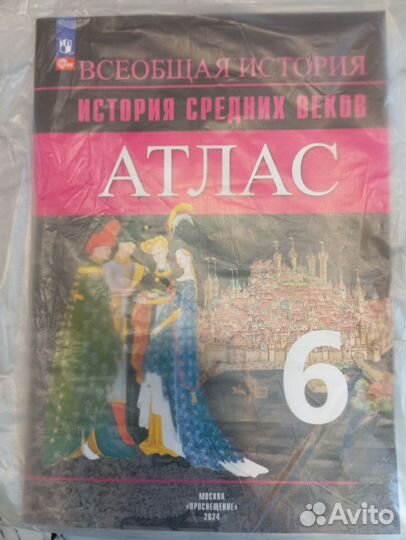 ВСЕОБЩАЯ ИСТОРИЯ
ИСТОРИЯ СРЕДНИХ ВЕКОВ
АТЛАС
6
МОСКВА
«ПРОСВЕЩЕНИЕ»
2024
Avito